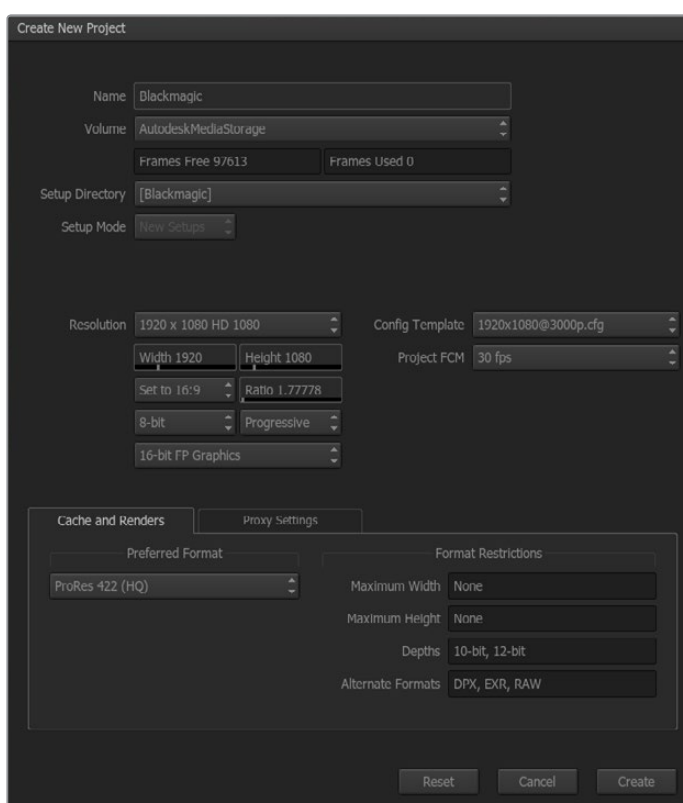 Create New Project
Name Blackmagic
Volume AutodeskMediaStorage
Frames Free 97613 Frames Used 0
Setup Directory [Blackmagic]
Setup Mode New Setups
Resolution 1920 x 1080 HD 1080 Config Template 1920x1080@3000p.cfg
Width 1920 Height 1080 Project FCM 30 fps
Set to 16:9 Ratio 1.77778
8-bit Progressive
16-bit FP Graphics
Cache and Renders Proxy Settings
Preferred Format Format Restrictions
ProRes 422 (HQ) Maximum Width None
Maximum Height None
Depths 10-bit, 12-bit
Alternate Formats DPX, EXR, RAW
Reset Cancel Create